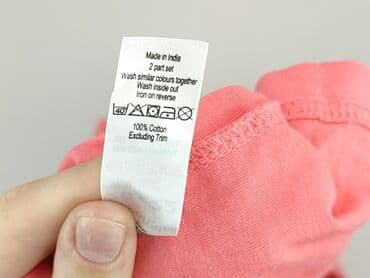 Made in India
2 part set
Wash similar colours together
Wash inside out
Iron on reverse
40
100% Cotton
Excluding Trim